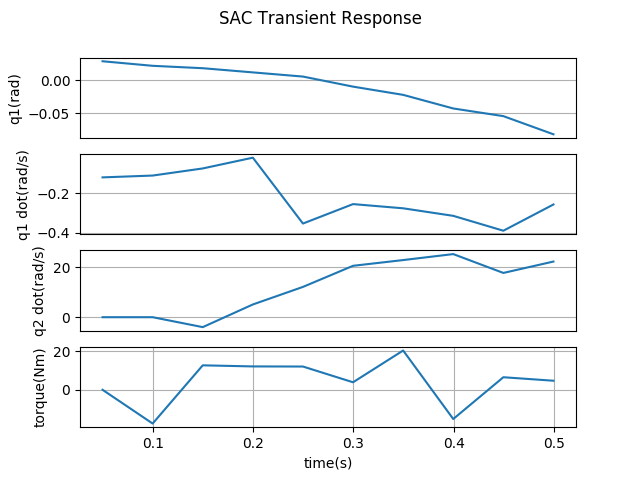 SAC Transient Response
q1(rad)
0.00
−0.05
q1 dot(rad/s)
−0.2
−0.4
q2 dot(rad/s)
20
0
torque(Nm)
20
0
0.1 0.2 0.3 0.4 0.5
time(s)